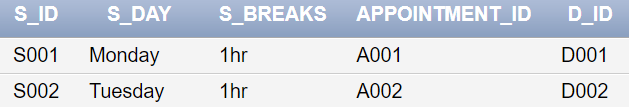 S_ID S_DAY S_BREAKS APPOINTMENT_ID D_ID
S001 Monday 1hr A001 D001
S002 Tuesday 1hr A002 D002